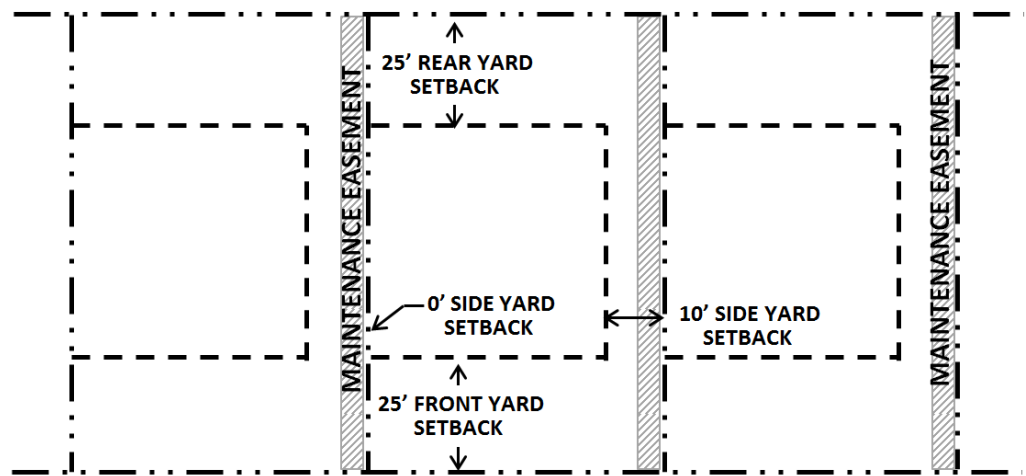 25’ REAR YARD
SETBACK
MAINTENANCE EASEMENT
MAINTENANCE EASEMENT
0’ SIDE YARD
SETBACK
10’ SIDE YARD
SETBACK
25’ FRONT YARD
SETBACK